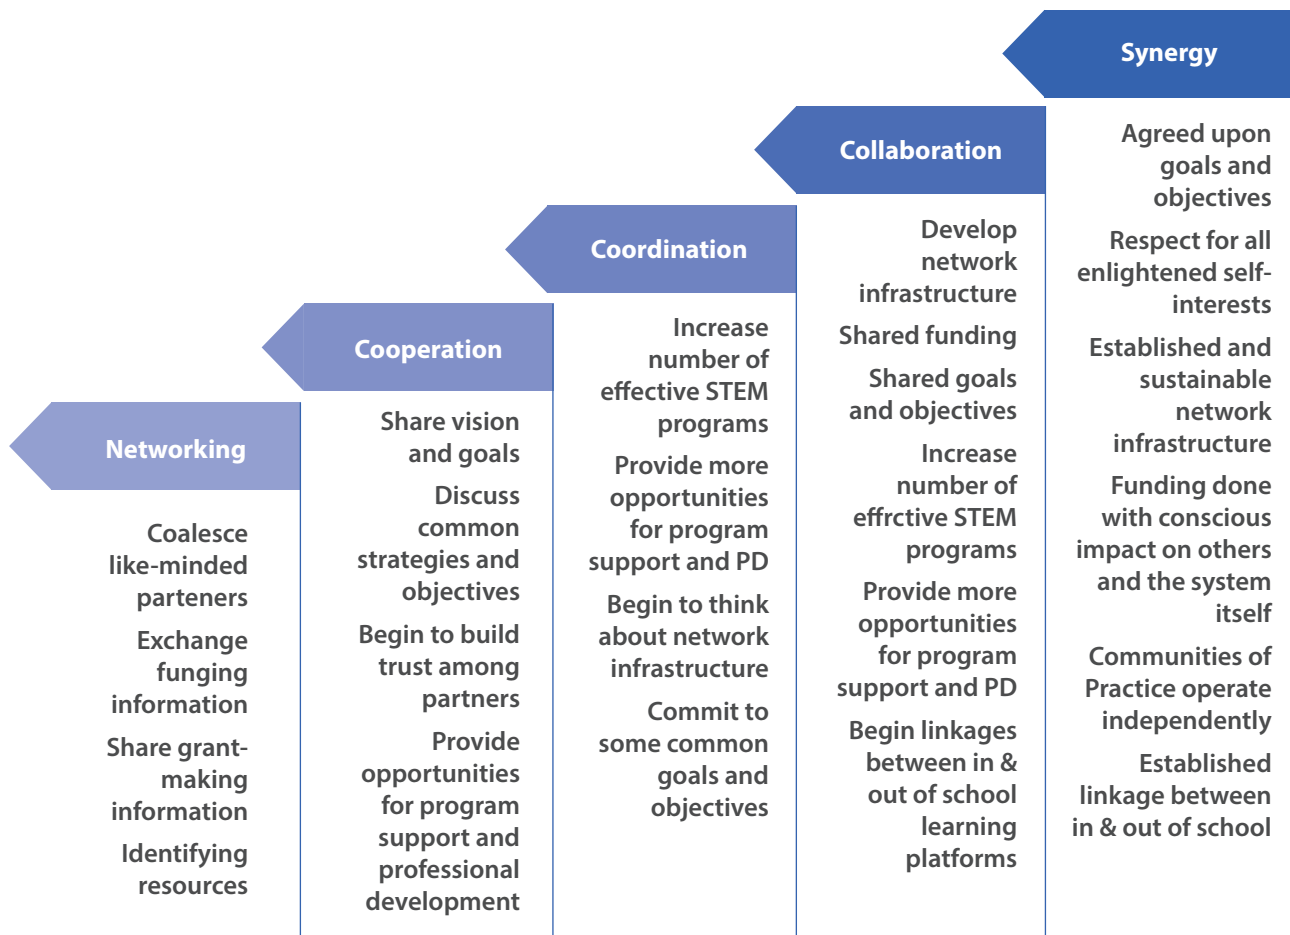 Networking
Coalesce
like-minded
parteners
Exchange
funging
information
Share grant-
making
information
Identifying
resources
Cooperation
Share vision
and goals
Discuss
common
strategies and
objectives
Begin to build
trust among
partners
Provide
opportunities
for program
support and
professional
development
Coordination
Increase
number of
effective STEM
programs
Provide more
opportunities
for program
support and PD
Begin to think
about network
infrastructure
Commit to
some common
goals and
objectives
Collaboration
Develop
network
infrastructure
Shared funding
Shared goals
and objectives
Increase
number of
effrctive STEM
programs
Provide more
opportunities
for program
support and PD
Begin linkages
between in &
out of school
learning
platforms
Synergy
Agreed upon
goals and
objectives
Respect for all
enlightened self-
interests
Established and
sustainable
network
infrastructure
Funding done
with conscious
impact on others
and the system
itself
Communities of
Practice operate
independently
Established
linkage between
in & out of school